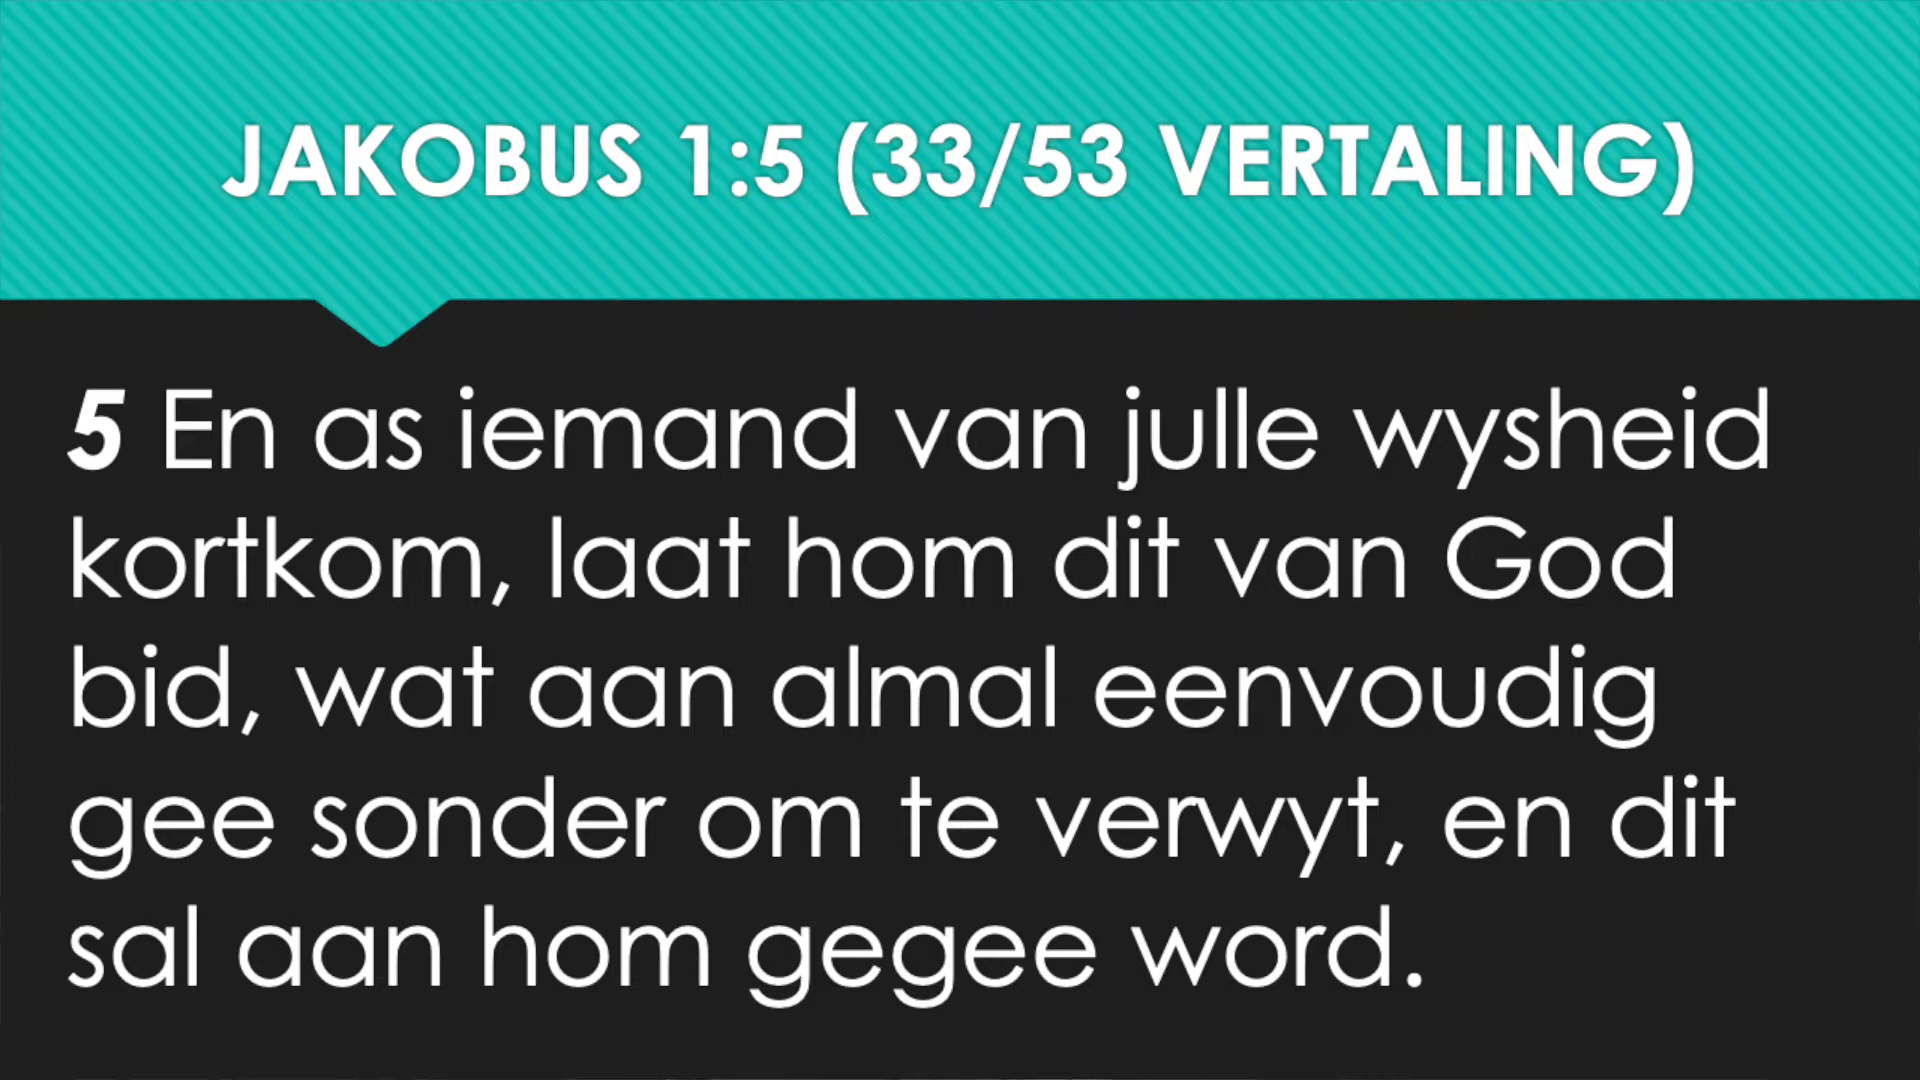 JAKOBUS 1:5 (33/53 VERTALING)
5 En as iemand van julle wysheid
kortkom, laat hom dit van God
bid, wat aan almal eenvoudig
gee sonder om te verwyt, en dit
sal aan hom gegee word.